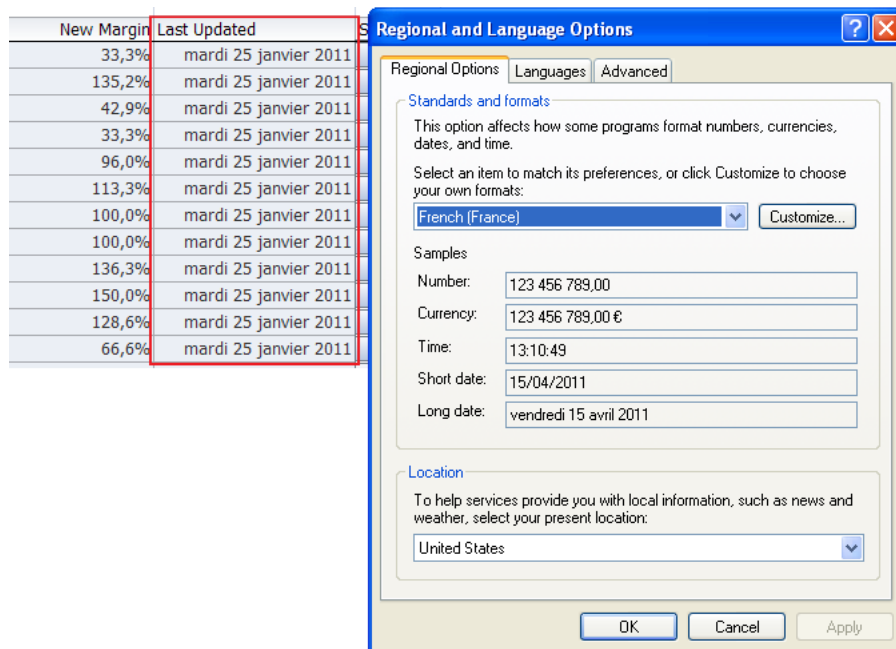 New Margin Last Updated S
33,3% mardi 25 janvier 2011
135,2% mardi 25 janvier 2011
42,9% mardi 25 janvier 2011
33,3% mardi 25 janvier 2011
96,0% mardi 25 janvier 2011
113,3% mardi 25 janvier 2011
100,0% mardi 25 janvier 2011
100,0% mardi 25 janvier 2011
136,3% mardi 25 janvier 2011
150,0% mardi 25 janvier 2011
128,6% mardi 25 janvier 2011
66,6% mardi 25 janvier 2011
Regional and Language Options
Regional Options Languages Advanced
Standards and formats
This option affects how some programs format numbers, currencies,
dates, and time.
Select an item to match its preferences, or click Customize to choose
your own formats:
French (France) Customize...
Samples
Number: 123 456 789,00
Currency: 123 456 789,00 €
Time: 13:10:49
Short date: 15/04/2011
Long date: vendredi 15 avril 2011
Location
To help services provide you with local information, such as news and
weather, select your present location:
United States
OK Cancel Apply